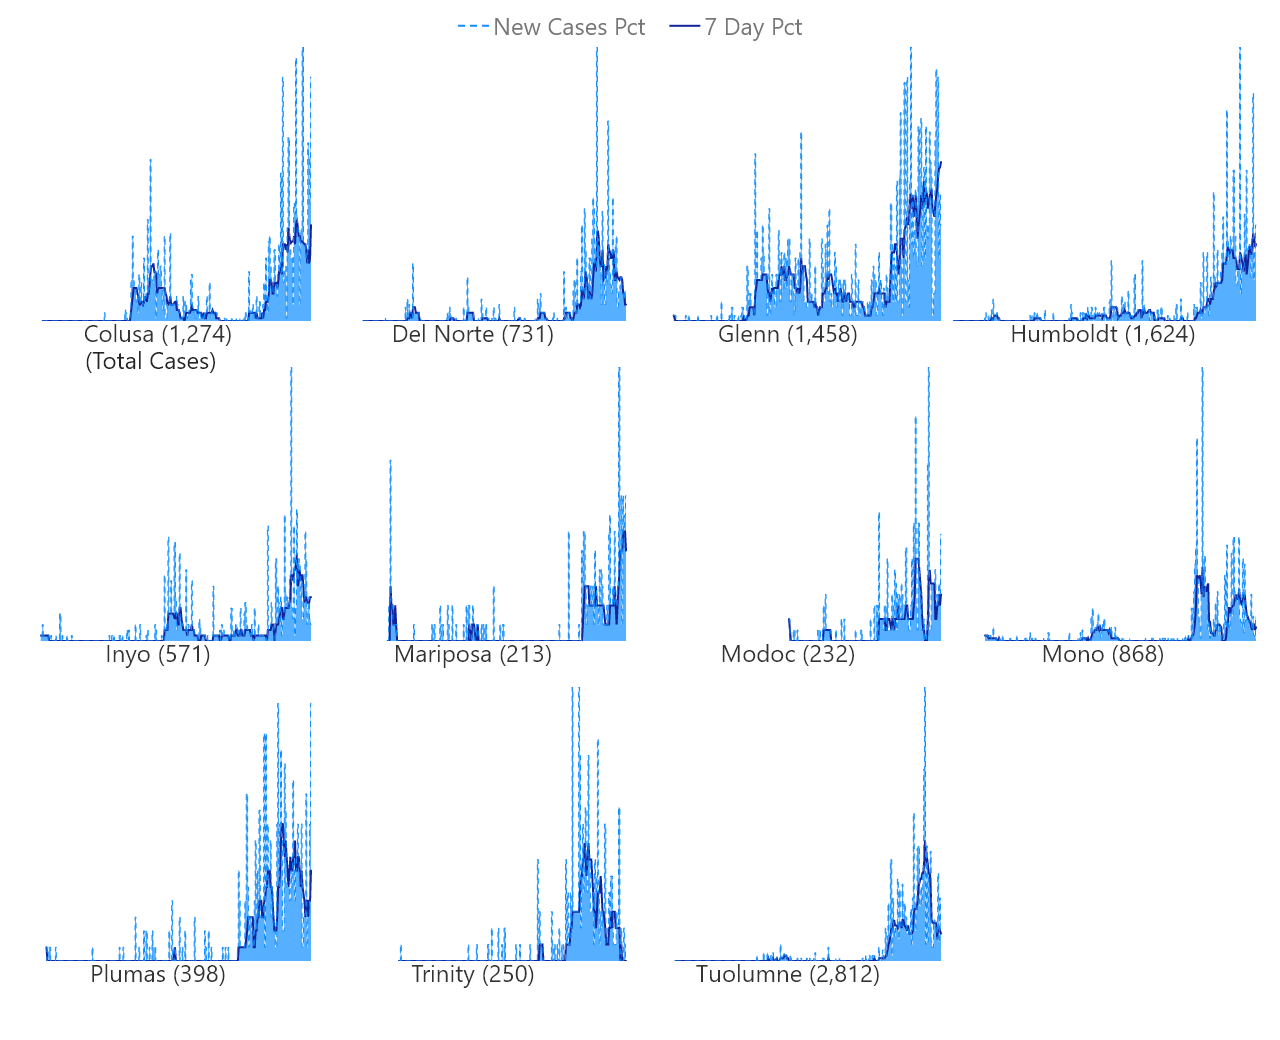 New Cases Pct 7 Day Pct
Colusa (1,274) Del Norte (731) Glenn (1,458) Humboldt (1,624)
(Total Cases)
Inyo (571) Mariposa (213) Modoc (232) Mono (868)
Plumas (398) Trinity (250) Tuolumne (2,812)